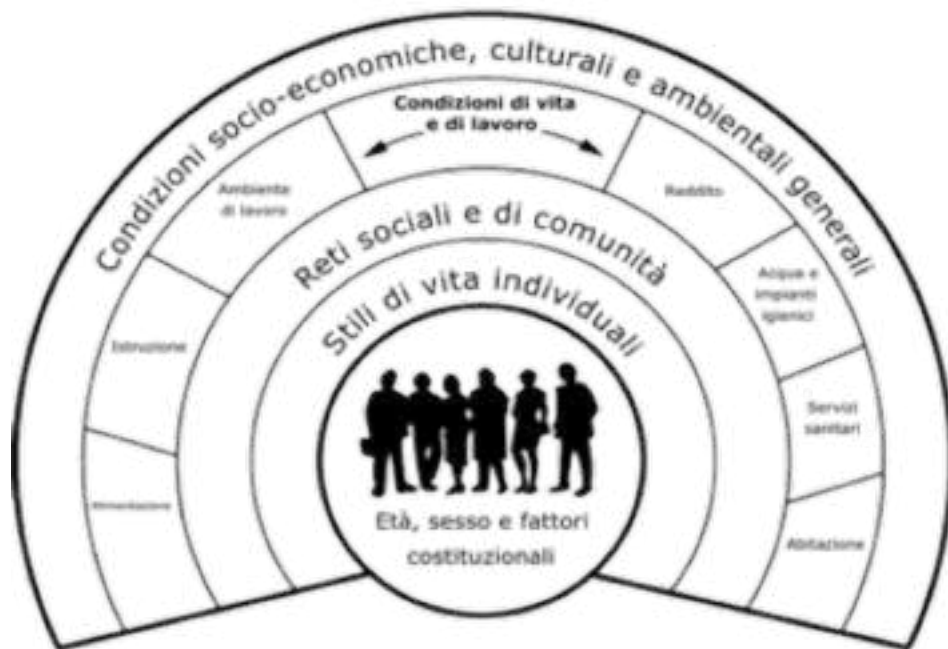 Condizioni socio-economiche, culturali e ambientali generali
Condizioni di vita
e di lavoro
Ambiente
di lavoro
Reddito
Reti sociali e di comunità
Acqua e
impianti
igienici
Stili di vita individuali
Istruzione
Servizi
sanitari
Alimentazione
Abitazione
Età, sesso e fattori
costituzionali